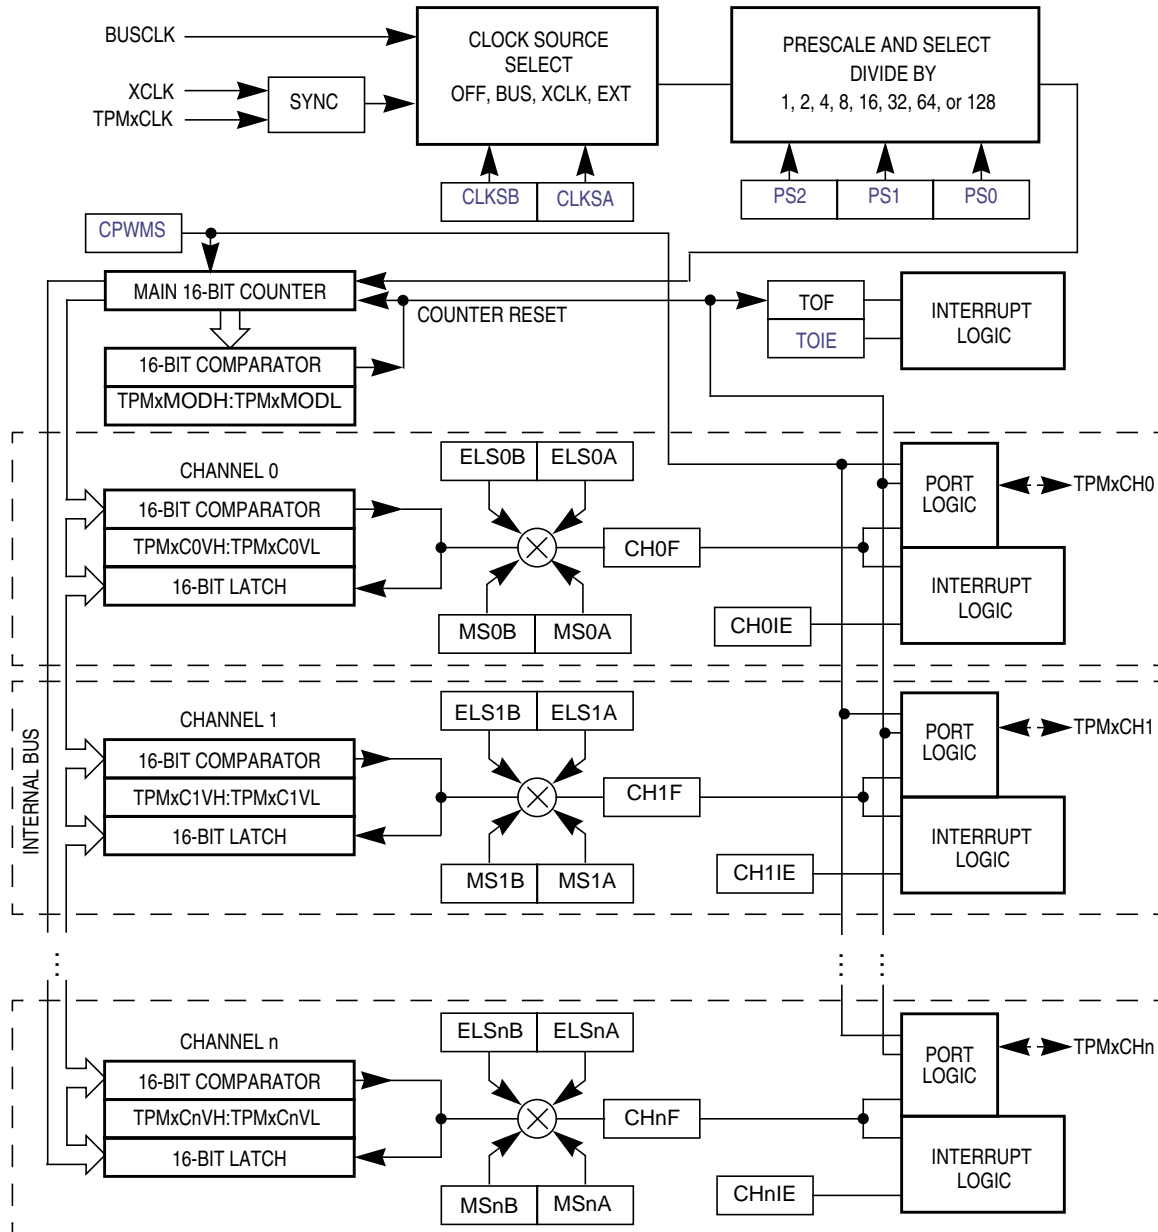 BUSCLK
XCLK
TPMxCLK
SYNC
CLOCK SOURCE
SELECT
OFF, BUS, XCLK, EXT
PRESCALE AND SELECT
DIVIDE BY
1, 2, 4, 8, 16, 32, 64, or 128
CLKSB
CLKSA
PS2
PS1
PS0
CPWMS
MAIN 16-BIT COUNTER
COUNTER RESET
TOF
TOIE
INTERRUPT
LOGIC
16-BIT COMPARATOR
TPMxMODH:TPMxMODL
INTERNAL BUS
CHANNEL 0
16-BIT COMPARATOR
TPMxC0VH:TPMxC0VL
16-BIT LATCH
ELS0B
ELS0A
MS0B
MS0A
CH0F
CH0IE
PORT
LOGIC
TPMxCH0
INTERRUPT
LOGIC
CHANNEL 1
16-BIT COMPARATOR
TPMxC1VH:TPMxC1VL
16-BIT LATCH
ELS1B
ELS1A
MS1B
MS1A
CH1F
CH1IE
PORT
LOGIC
TPMxCH1
INTERRUPT
LOGIC
...
...
...
CHANNEL n
16-BIT COMPARATOR
TPMxCnVH:TPMxCnVL
16-BIT LATCH
ELSnB
ELSnA
MSnB
MSnA
CHnF
CHnIE
PORT
LOGIC
TPMxCHn
INTERRUPT
LOGIC